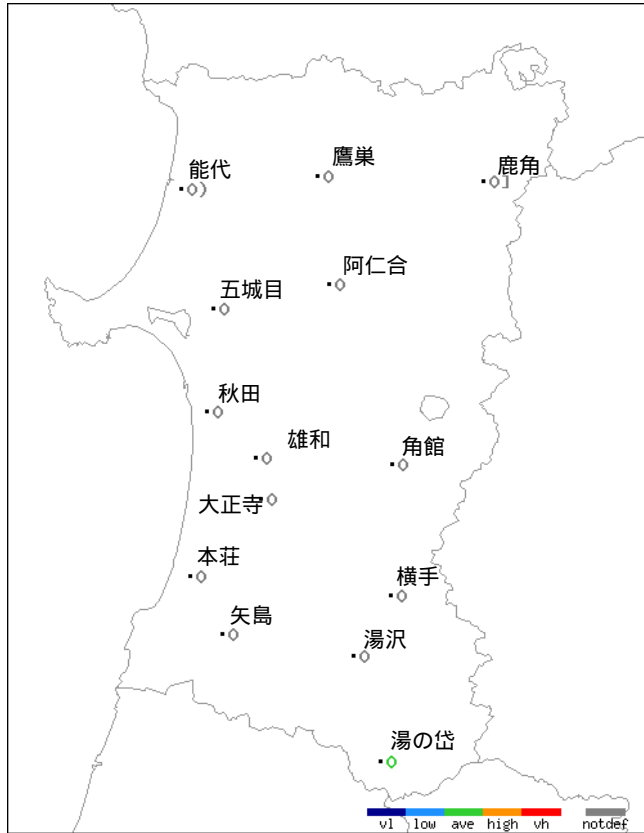 能代
鷹巣
鹿角
阿仁合
五城目
秋田
雄和
角館
大正寺
本荘
横手
矢島
湯沢
湯の岱
vl low ave high vh notdef